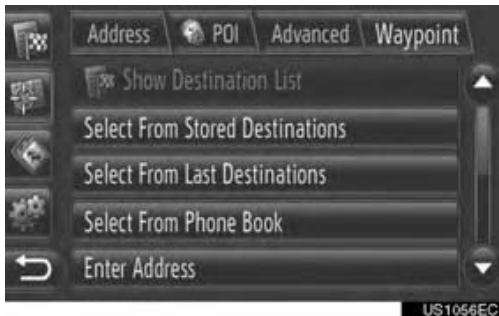 Address POI Advanced Waypoint
Show Destination List
Select From Stored Destinations
Select From Last Destinations
Select From Phone Book
Enter Address
US1056EC